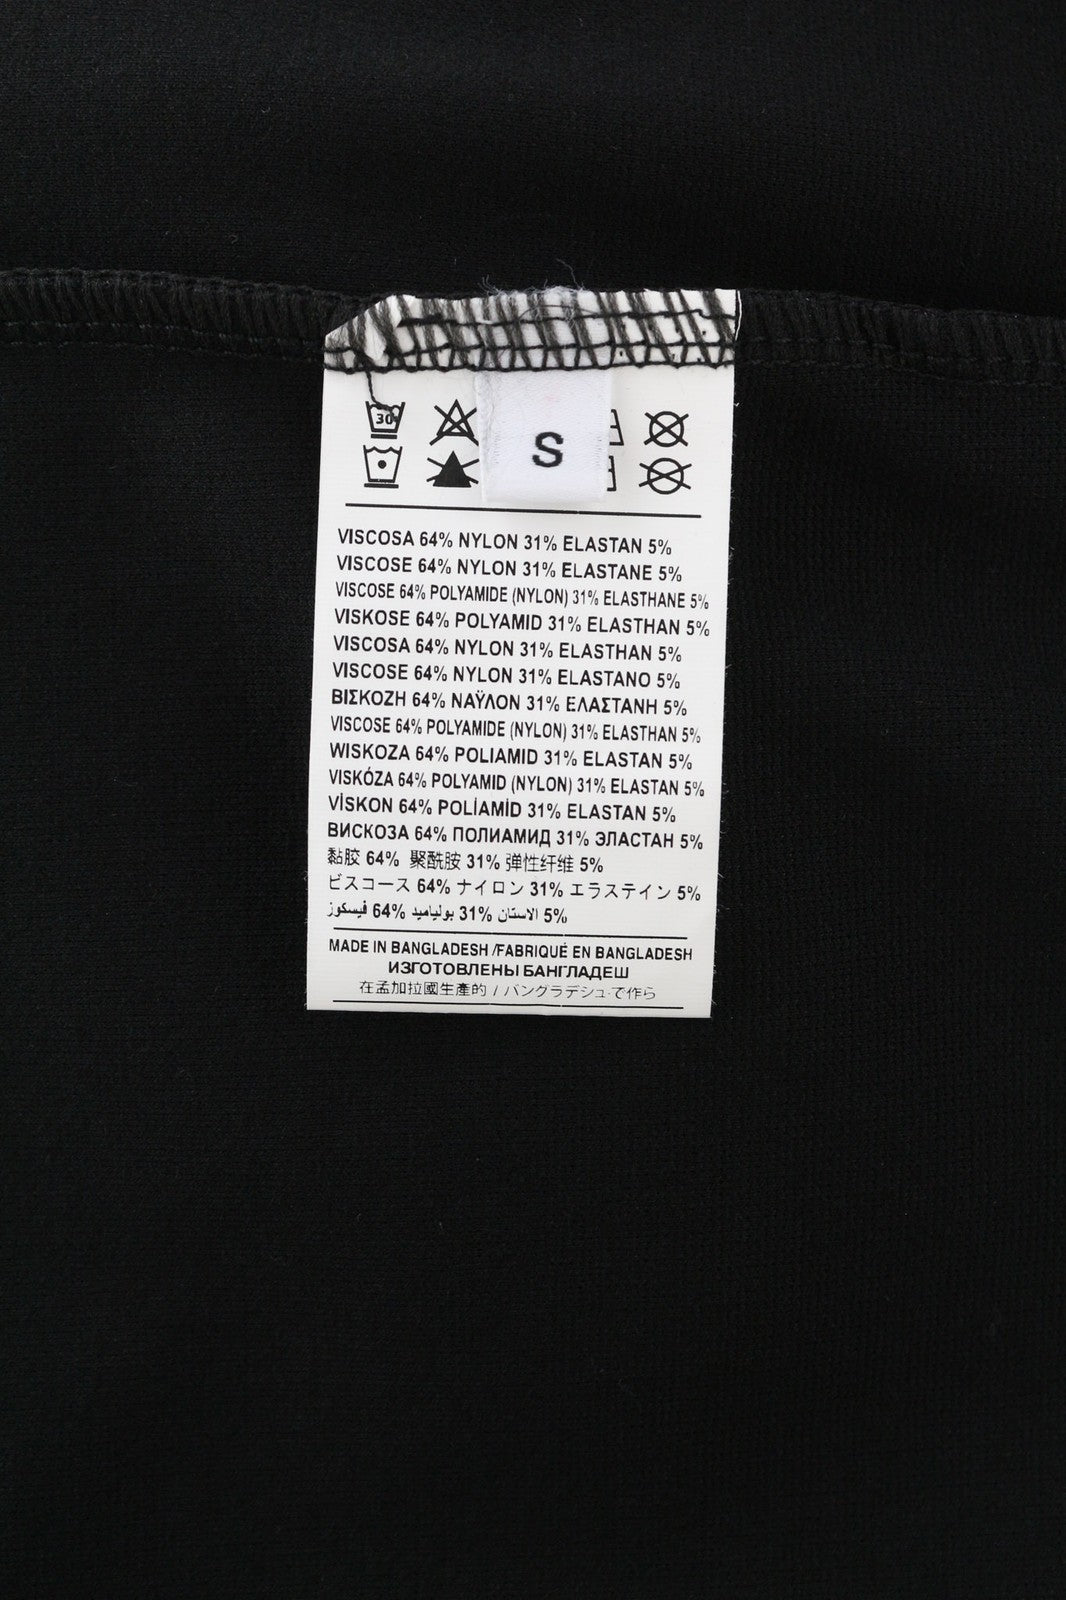 30
S
VISCOSA 64% NYLON 31% ELASTAN 5%
VISCOSE 64% NYLON 31% ELASTANE 5%
VISCOSE 64% POLYAMIDE (NYLON) 31% ELASTHANE 5%
VISKOSE 64% POLYAMID 31% ELASTHAN 5%
VISCOSA 64% NYLON 31% ELASTHAN 5%
VISCOSE 64% NYLON 31% ELASTANO 5%
ΒΙΣΚΟΖΗ 64% ΝΑΫΛΟΝ 31% ΕΛΑΣΤΑΝΗ 5%
VISCOSE 64% POLYAMIDE (NYLON) 31% ELASTHAN 5%
WISKOZA 64% POLIAMID 31% ELASTAN 5%
VISKÓZA 64% POLYAMID (NYLON) 31% ELASTAN 5%
VİSKON 64% POLİAMİD 31% ELASTAN 5%
ВИСКОЗА 64% ПОЛИАМИД 31% ЭЛАСТАН 5%
黏胶 64% 聚酰胺 31% 弹性纤维 5%
ビスコース 64% ナイロン 31% エラステイン 5%
فيسكوز 64% بولياميد 31% الاستان 5%
MADE IN BANGLADESH /FABRIQUÉ EN BANGLADESH
ИЗГОТОВЛЕНЫ БАНГЛАДЕШ
在孟加拉國生產的 / バングラデシュで作ら